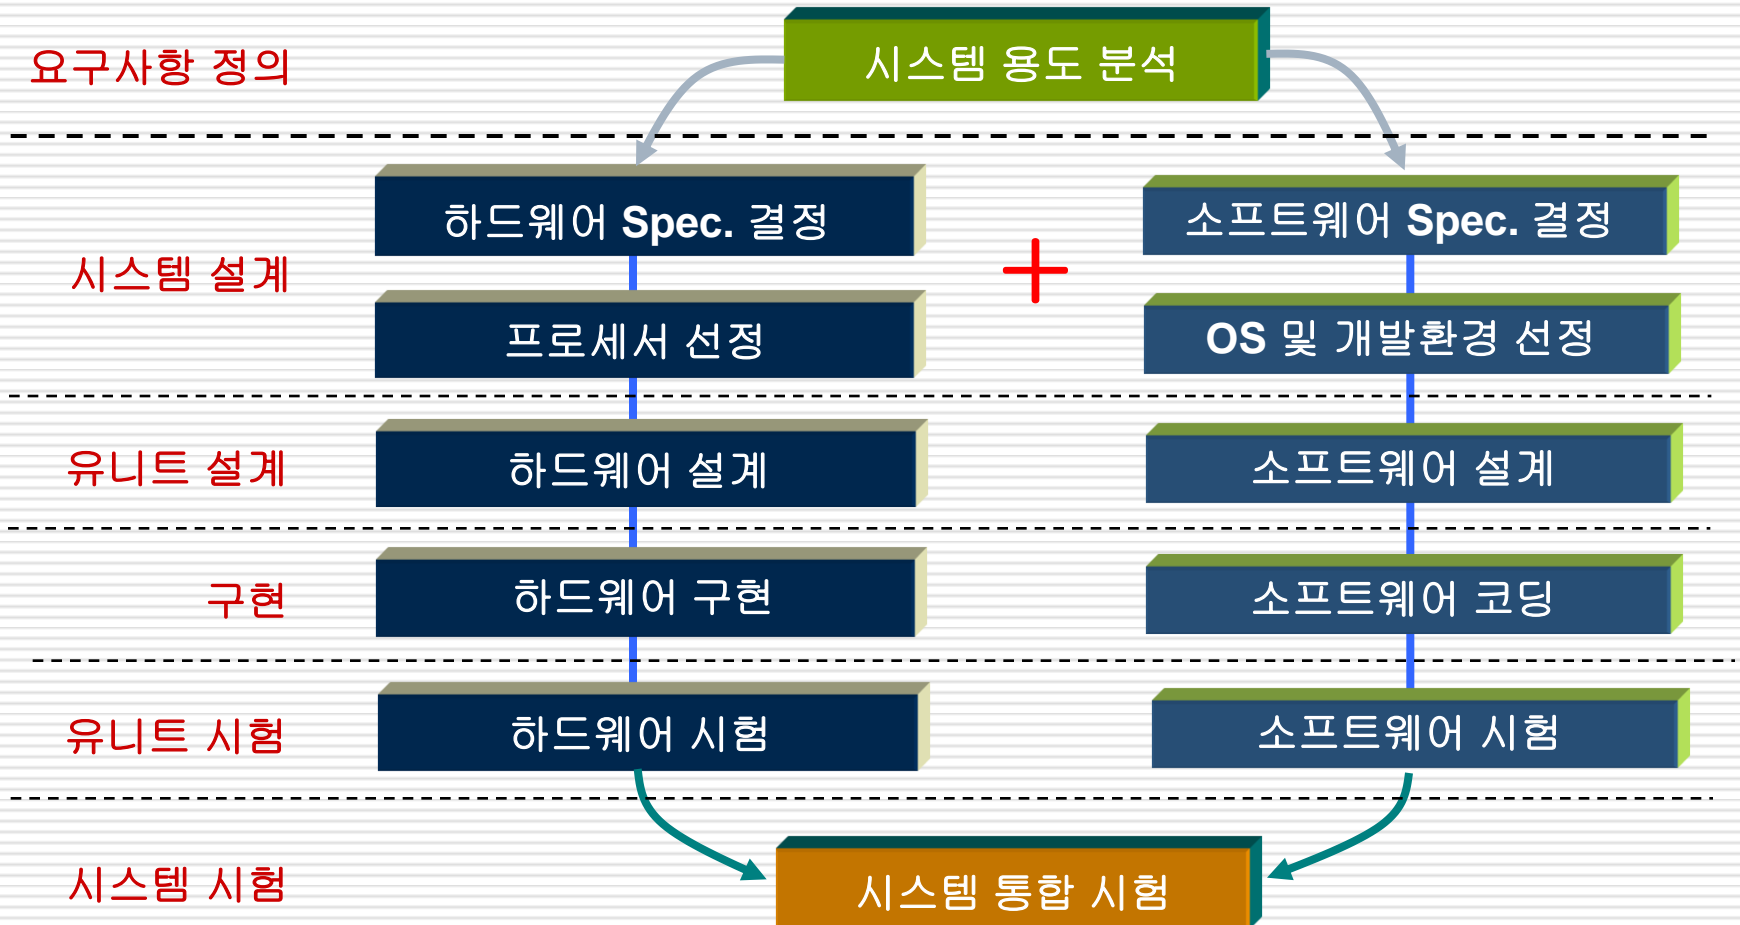 요구사항 정의
시스템 용도 분석
시스템 설계
하드웨어 Spec. 결정
소프트웨어 Spec. 결정
프로세서 선정
OS 및 개발환경 선정
유니트 설계
하드웨어 설계
소프트웨어 설계
구현
하드웨어 구현
소프트웨어 코딩
유니트 시험
하드웨어 시험
소프트웨어 시험
시스템 시험
시스템 통합 시험